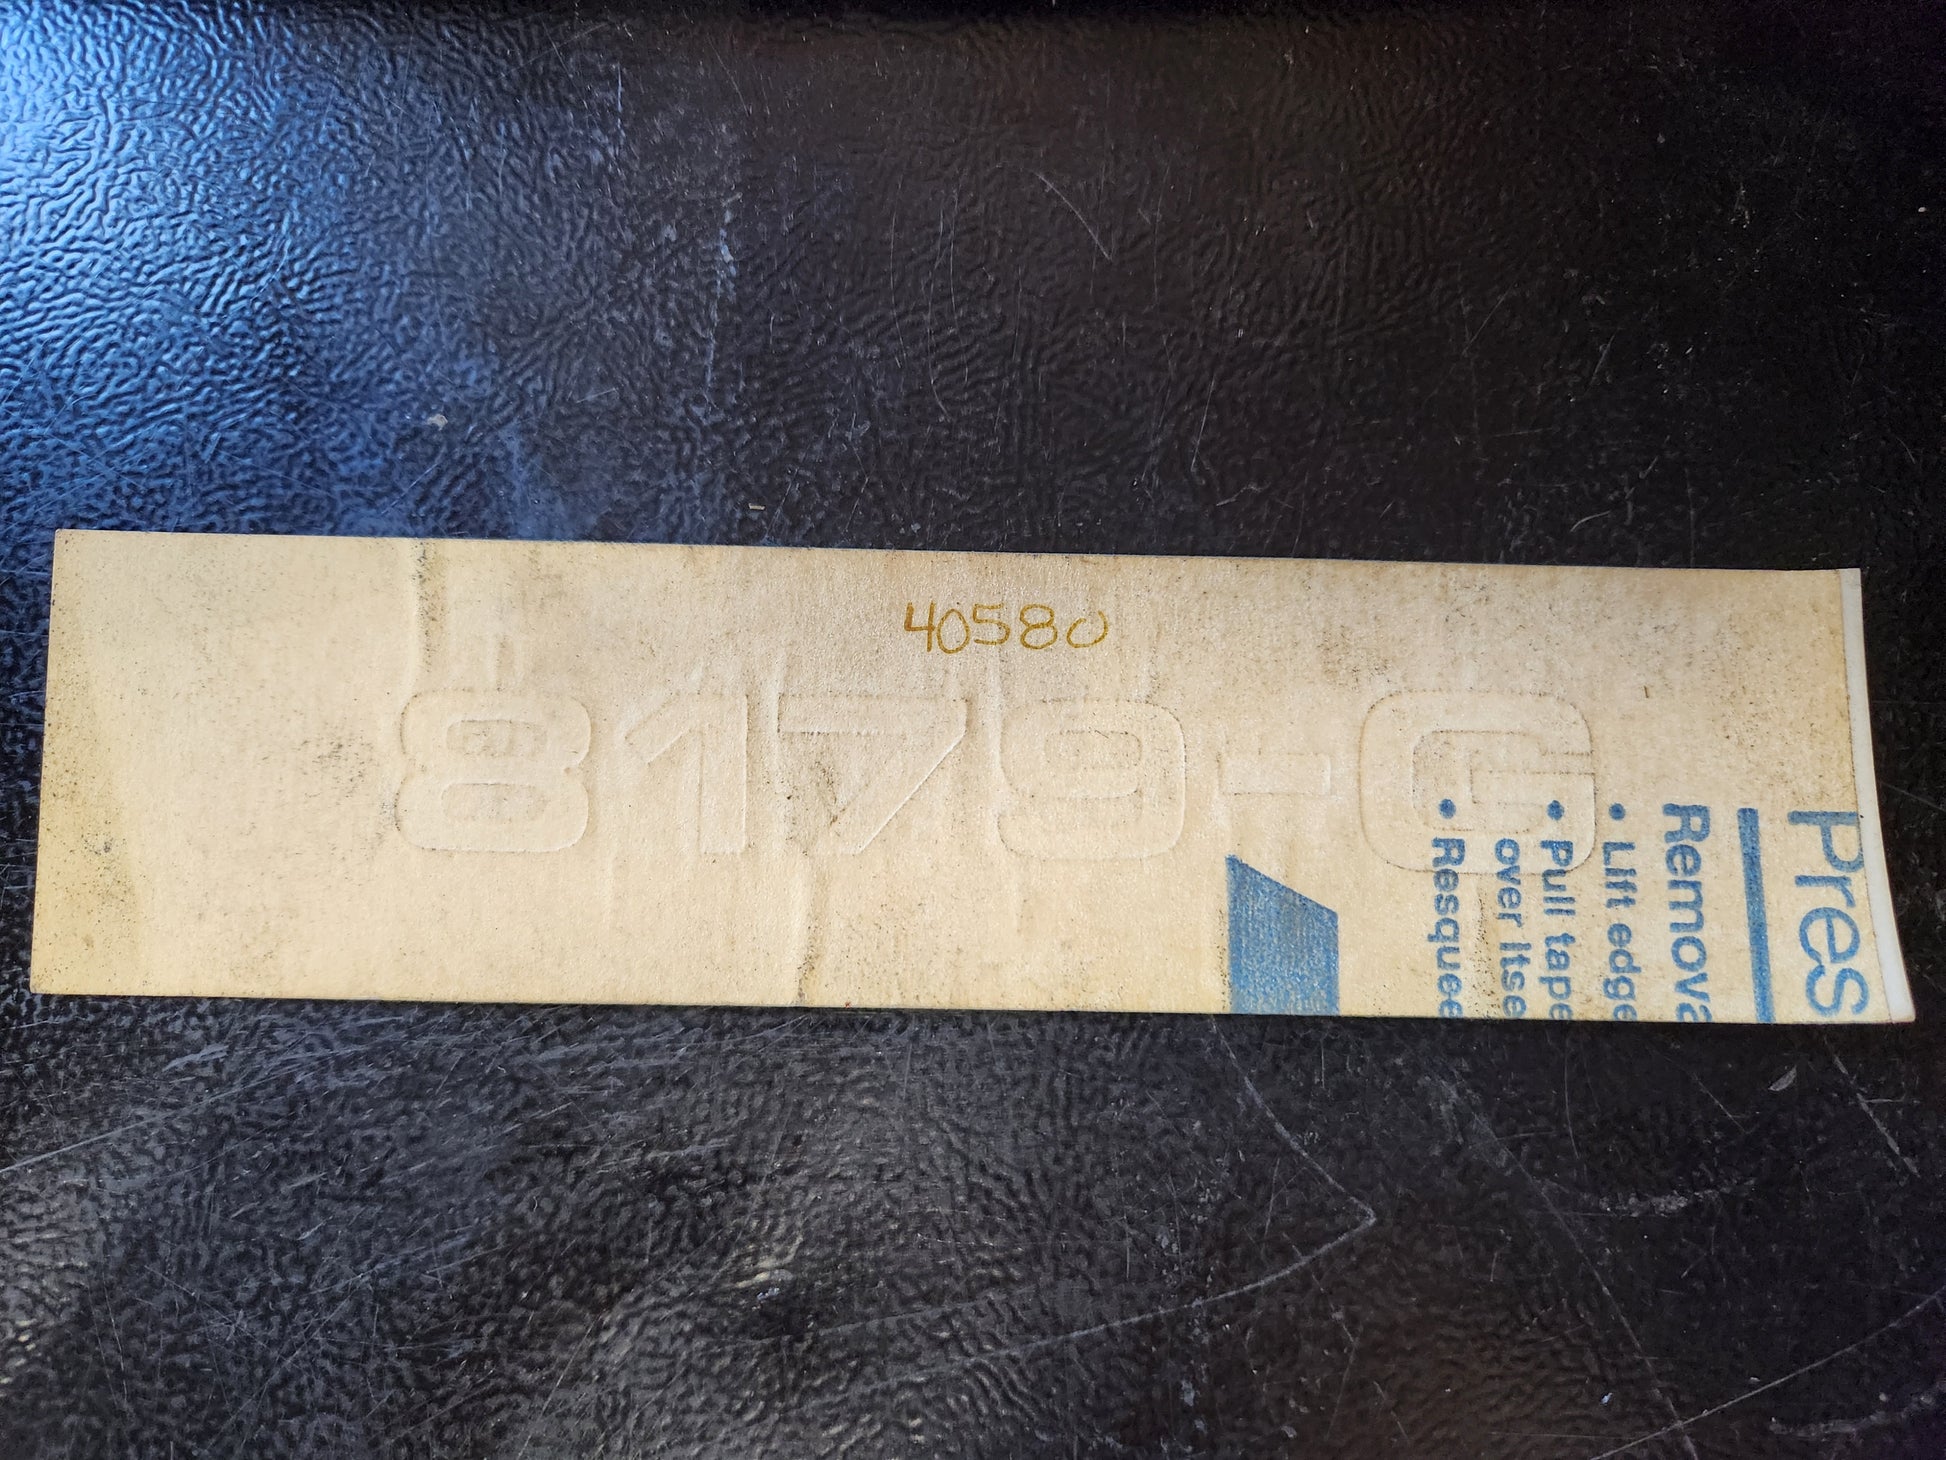 40580
8179-G
Pres
Remova
• Lift edge
• Pull tape
over itse
• Resquee